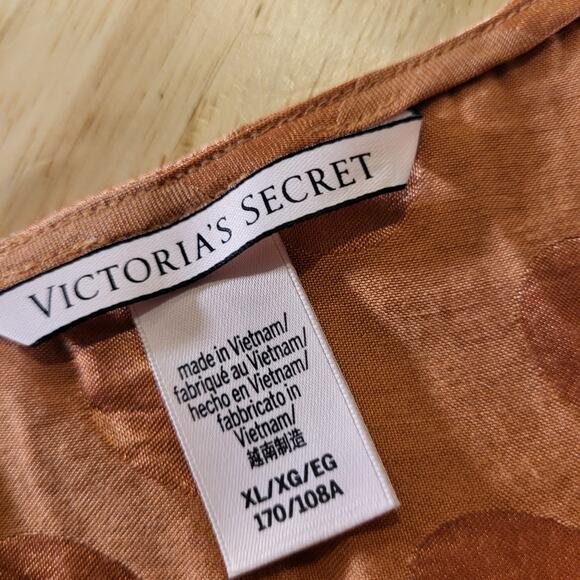 VICTORIA'S SECRET
made in Vietnam/
fabriqué au Vietnam/
hecho en Vietnam/
fabbricato in
Vietnam/
越南制造
XL/XG/EG
170/108A